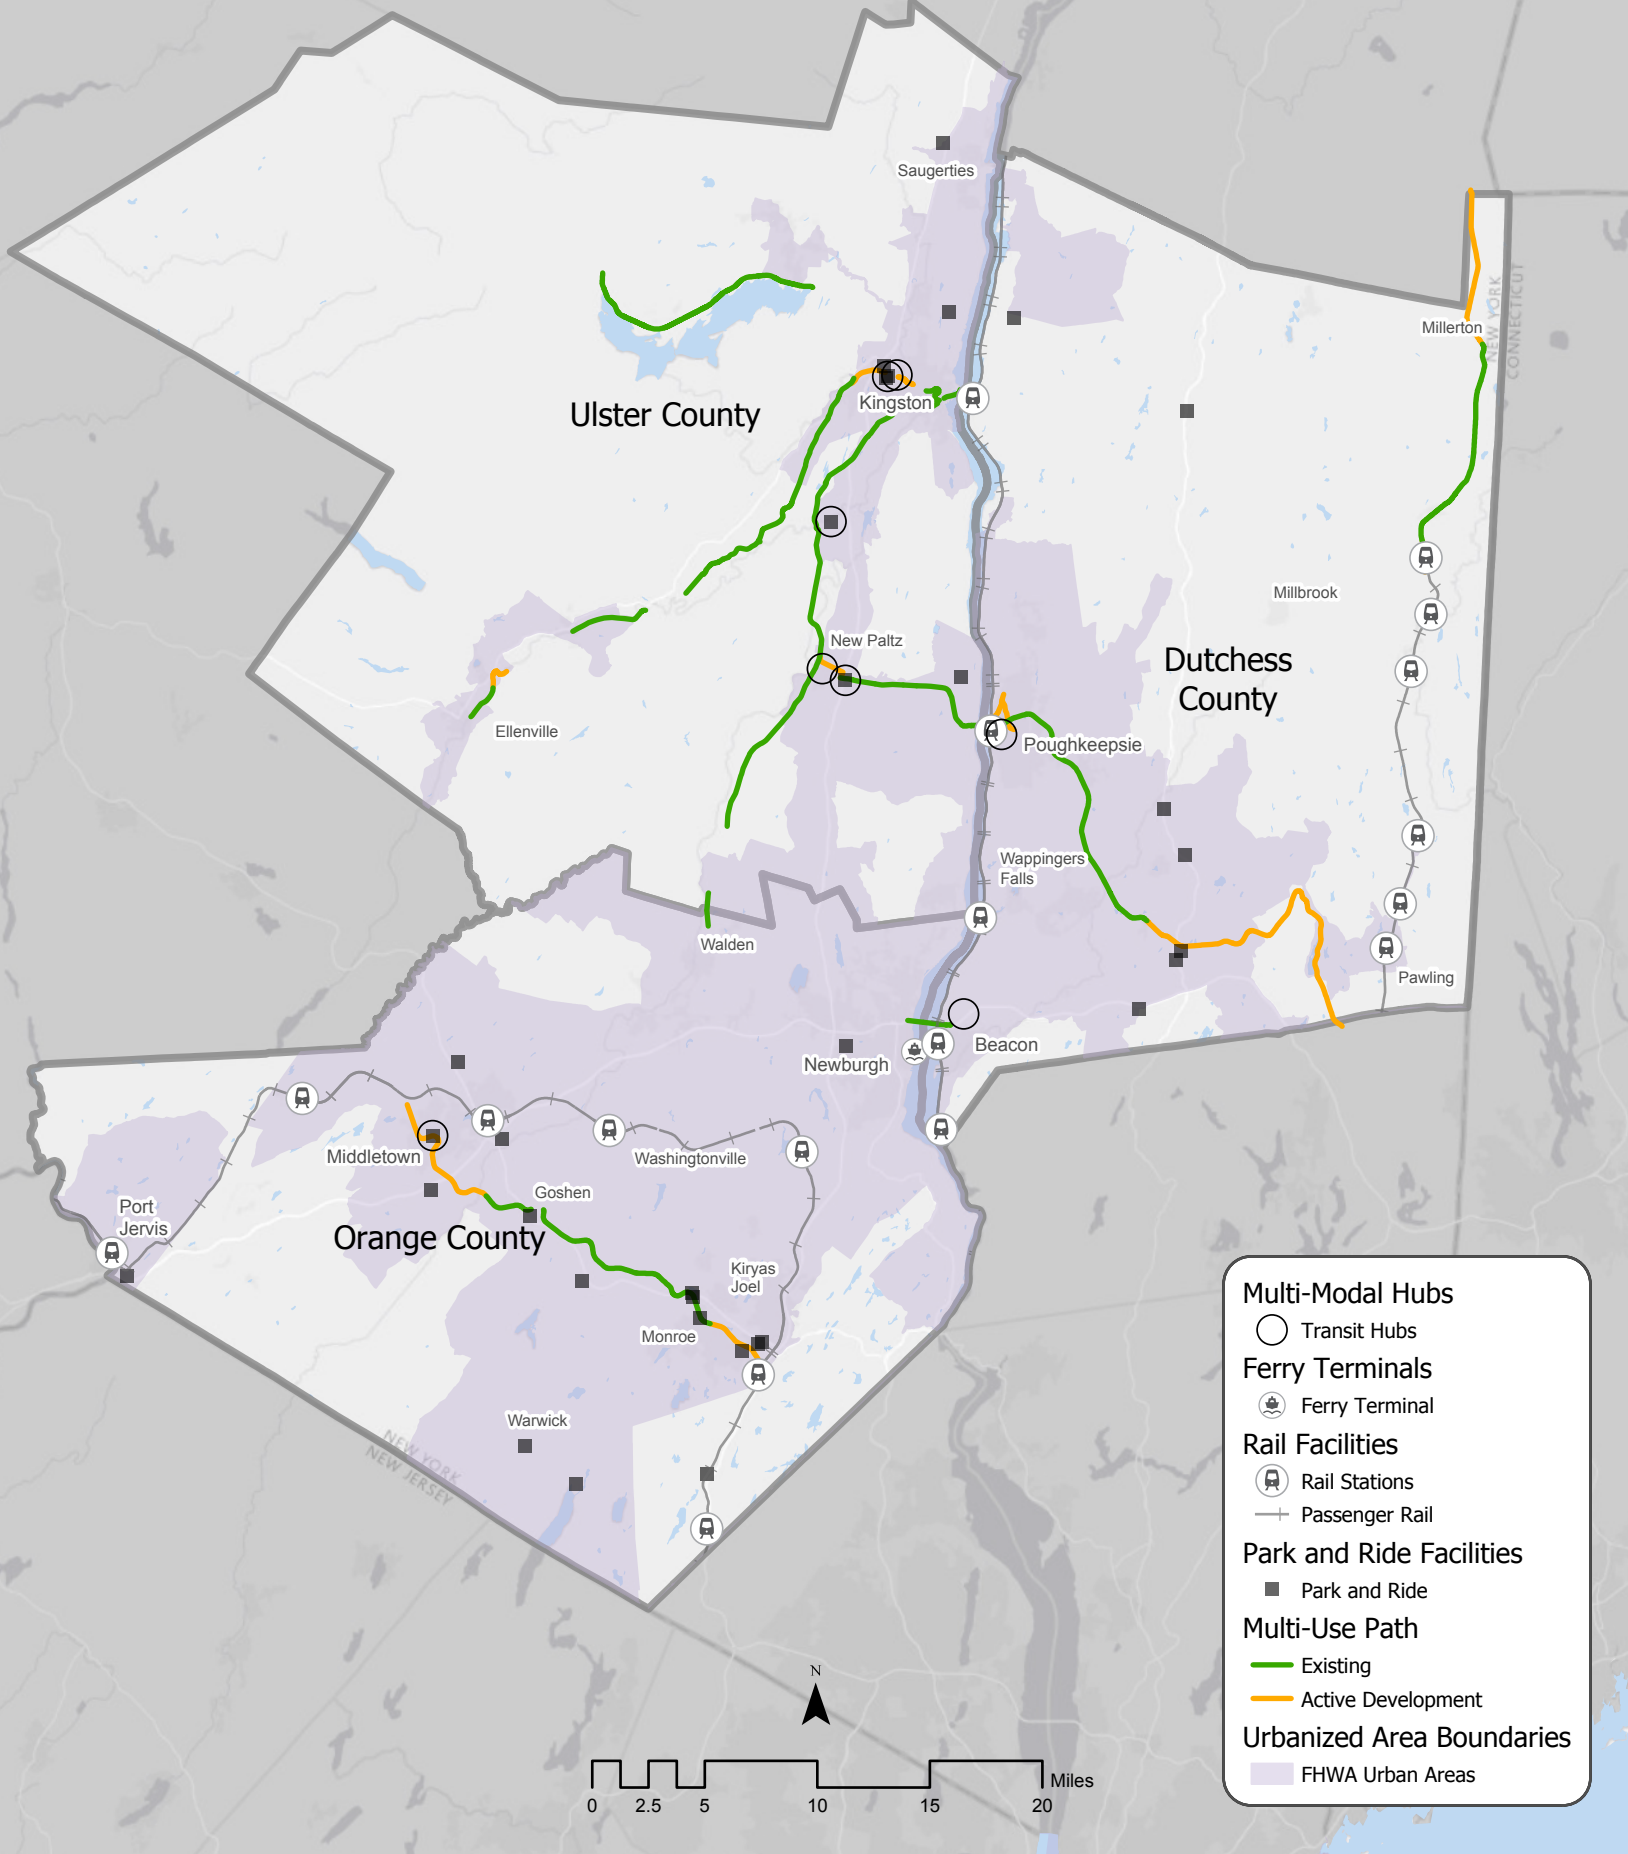 Saugerties
NEW YORK
CONNECTICUT
Millerton
Kingston
Ulster County
Millbrook
New Paltz
Dutchess
County
Ellenville
Poughkeepsie
Wappingers
Falls
Walden
Pawling
Beacon
Newburgh
Middletown
Washingtonville
Goshen
Port
Jervis
Orange County
Kiryas
Joel
Monroe
Warwick
NEW YORK
NEW JERSEY
Multi-Modal Hubs
Transit Hubs
Ferry Terminals
Ferry Terminal
Rail Facilities
Rail Stations
Passenger Rail
Park and Ride Facilities
Park and Ride
Multi-Use Path
Existing
Active Development
Urbanized Area Boundaries
FHWA Urban Areas
N
Miles
0 2.5 5 10 15 20